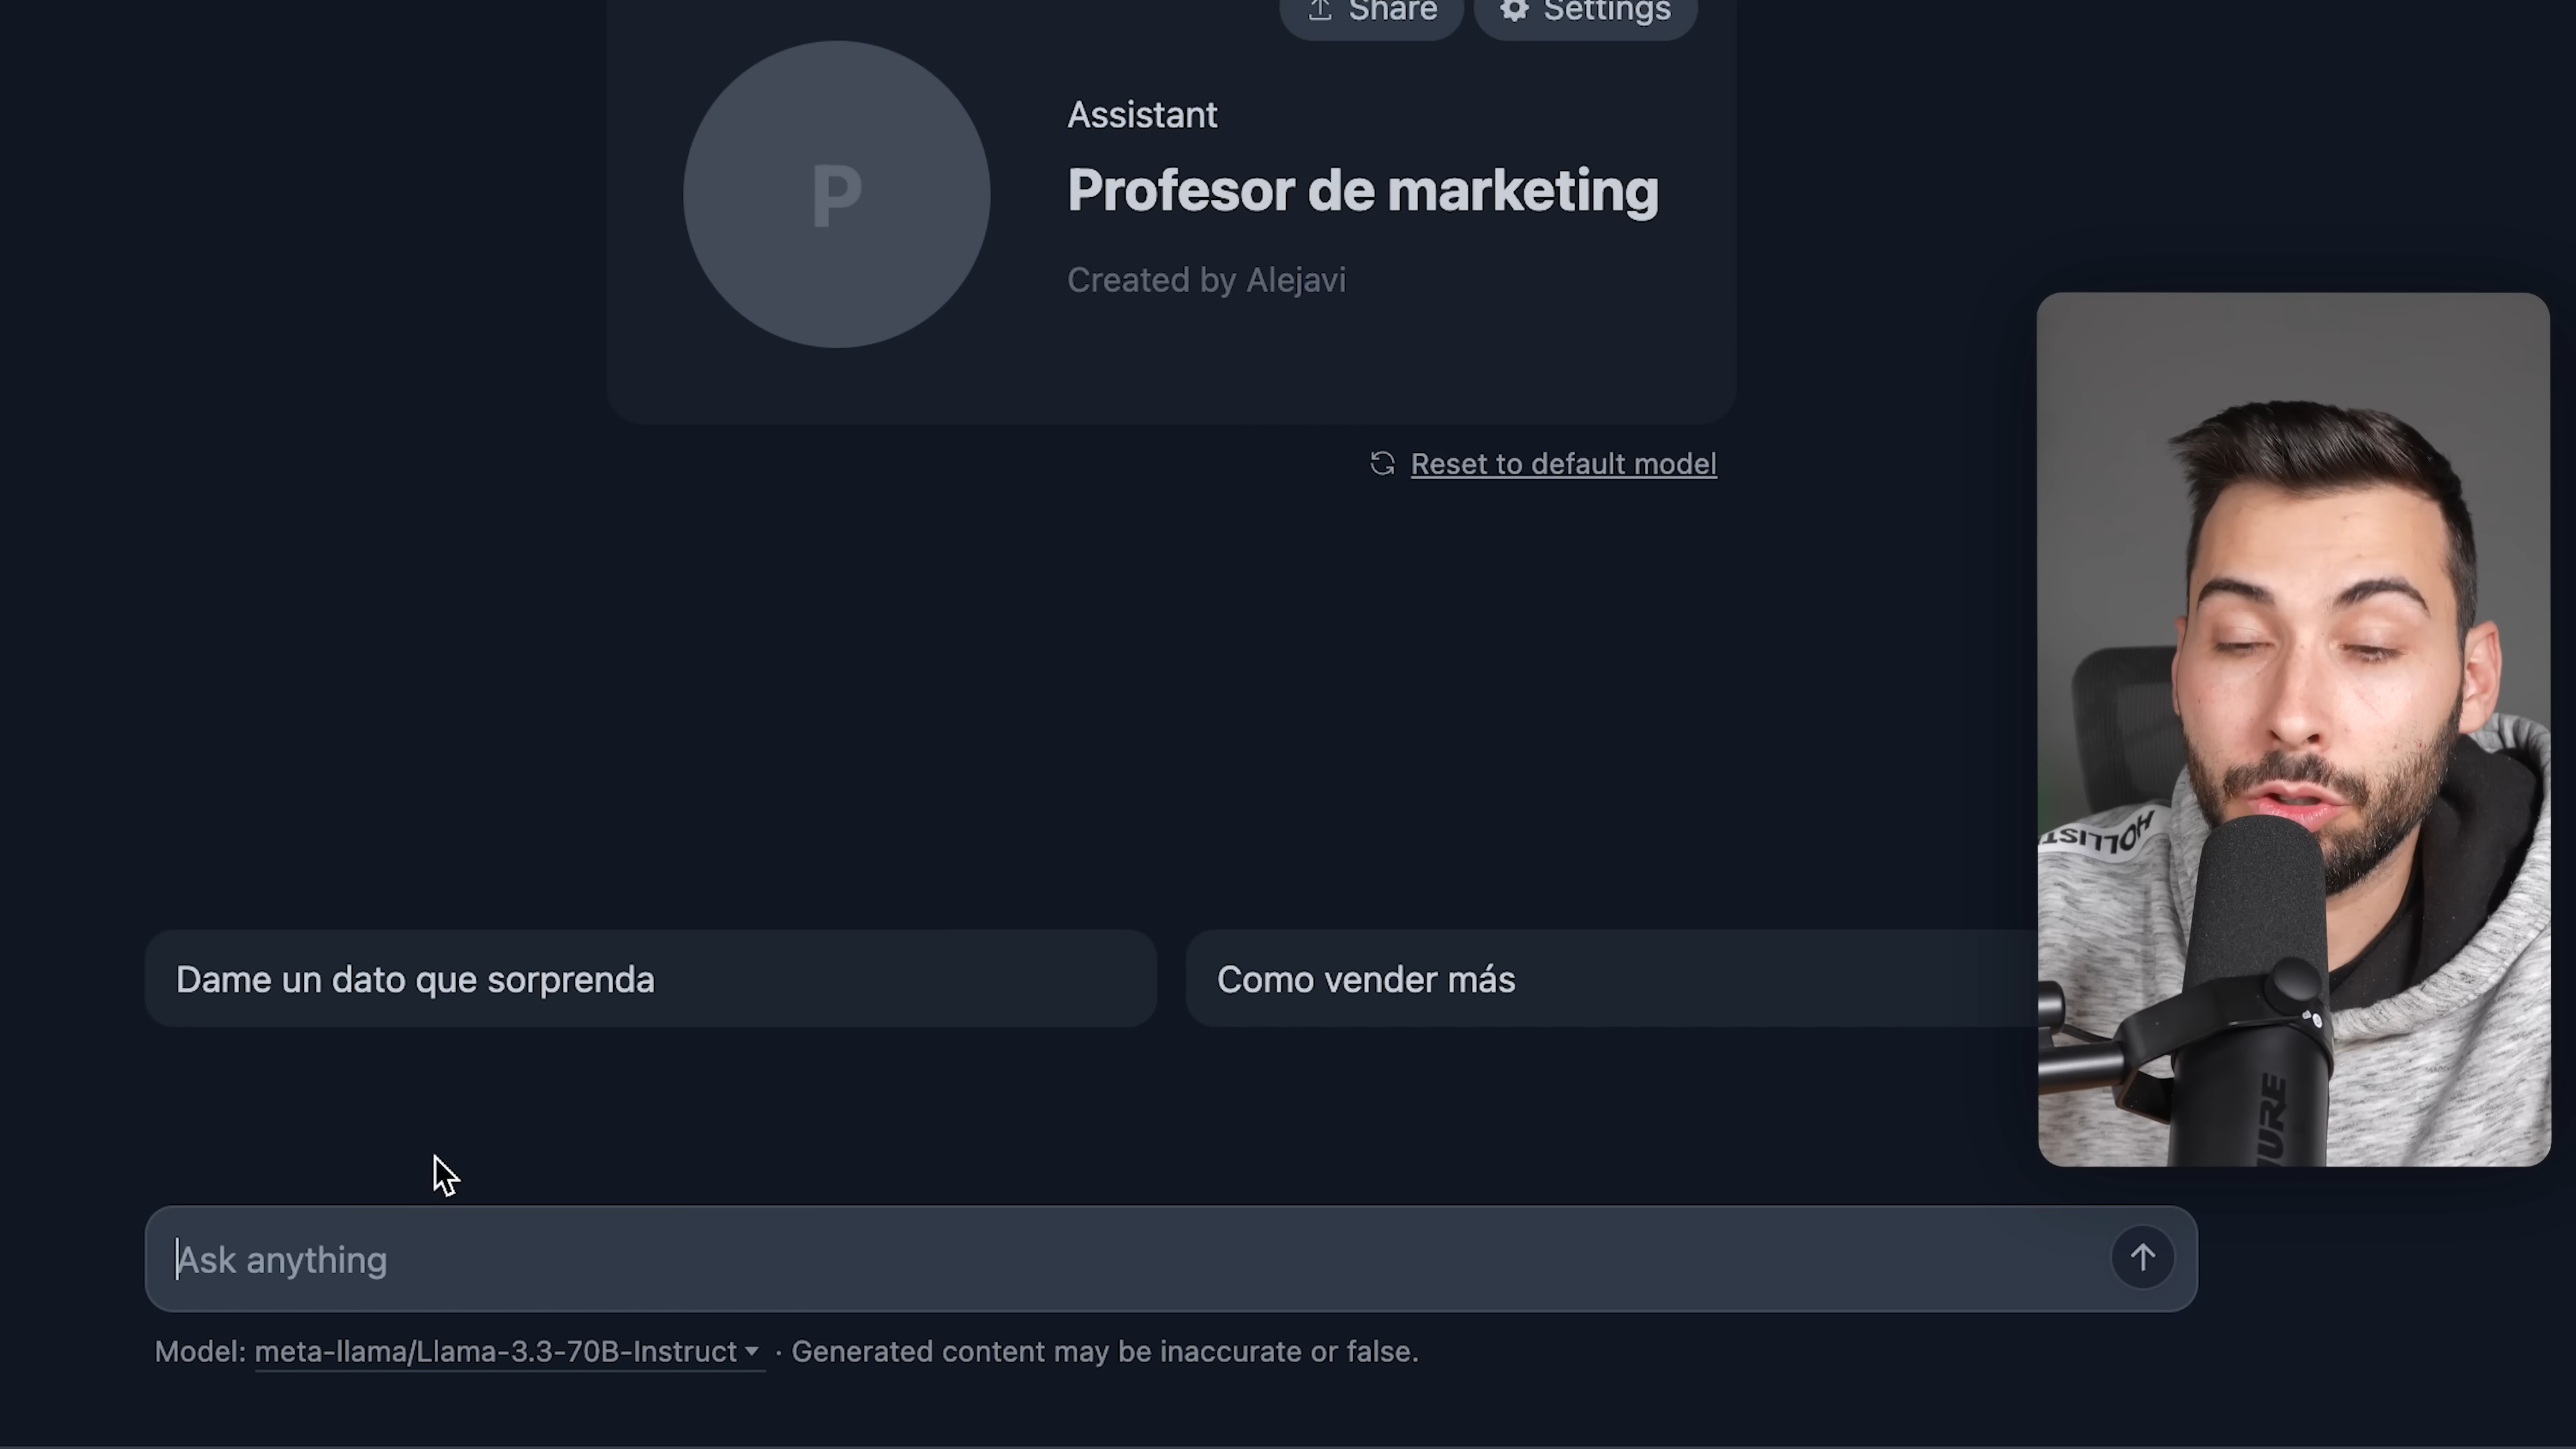 Share
Settings
Assistant
P
Profesor de marketing
Created by Alejavi
Reset to default model
Dame un dato que sorprenda
Como vender más
Ask anything
Model: meta-llama/Llama-3.3-70B-Instruct · Generated content may be inaccurate or false.
HOLLIST
URE